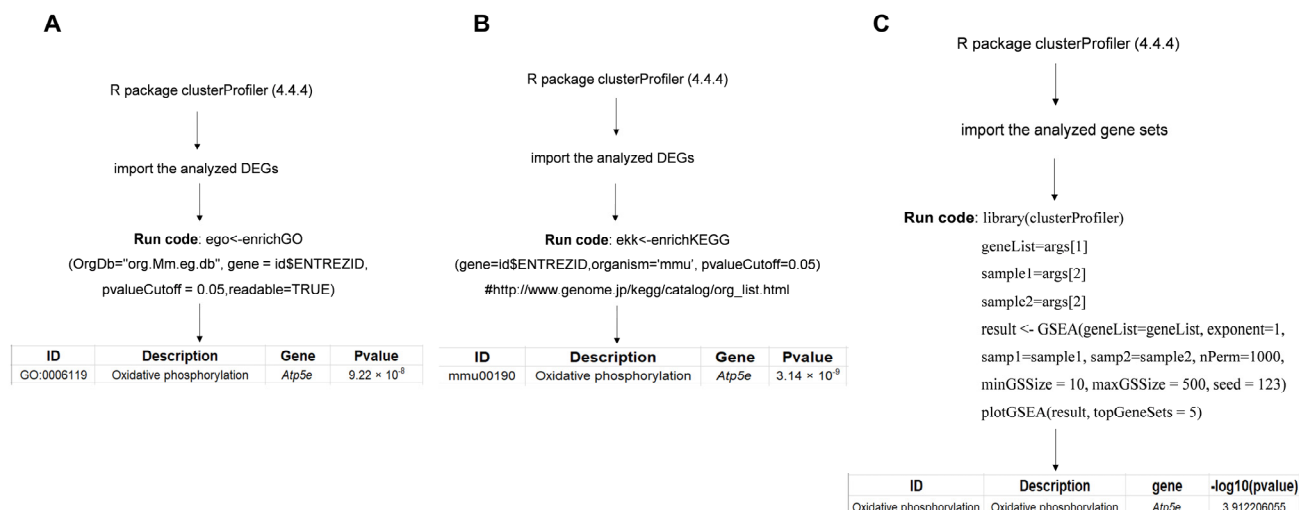 A
R package clusterProfiler (4.4.4)
import the analyzed DEGs
Run code: ego<-enrichGO
(OrgDb="org.Mm.eg.db", gene = id$ENTREZID,
pvalueCutoff = 0.05,readable=TRUE)
ID Description Gene Pvalue
GO:0006119 Oxidative phosphorylation Atp5e 9.22 × 10-8
B
R package clusterProfiler (4.4.4)
import the analyzed DEGs
Run code: ekk<-enrichKEGG
(gene=id$ENTREZID,organism='mmu', pvalueCutoff=0.05)
#http://www.genome.jp/kegg/catalog/org_list.html
ID Description Gene Pvalue
mmu00190 Oxidative phosphorylation Atp5e 3.14 × 10-9
C
R package clusterProfiler (4.4.4)
import the analyzed gene sets
Run code: library(clusterProfiler)
geneList=args[1]
sample1=args[2]
sample2=args[2]
result <- GSEA(geneList=geneList, exponent=1,
samp1=sample1, samp2=sample2, nPerm=1000,
minGSSize = 10, maxGSSize = 500, seed = 123)
plotGSEA(result, topGeneSets = 5)
ID Description gene -log10(pvalue)
Oxidative phosphorylation Oxidative phosphorylation Atp5e 3.912206055